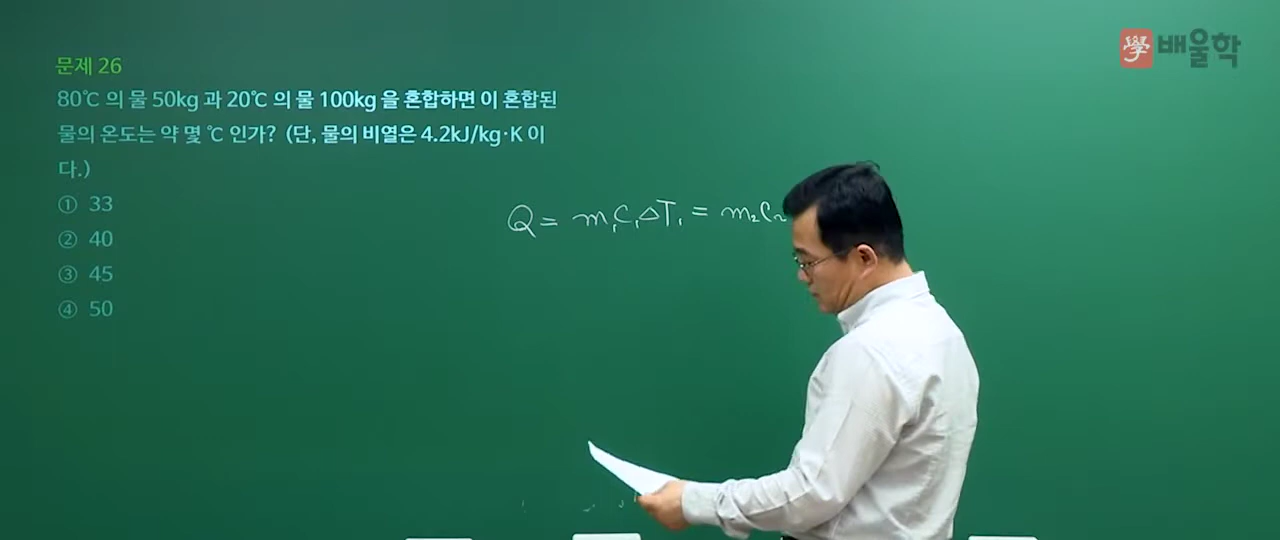 學 배울학
문제 26
80℃ 의 물 50kg 과 20℃ 의 물 100kg 을 혼합하면 이 혼합된
물의 온도는 약 몇 ℃ 인가? (단, 물의 비열은 4.2kJ/kg·K 이
다.)
① 33
② 40
③ 45
④ 50
Q = m₁C₁ΔT₁ = m₂C₂